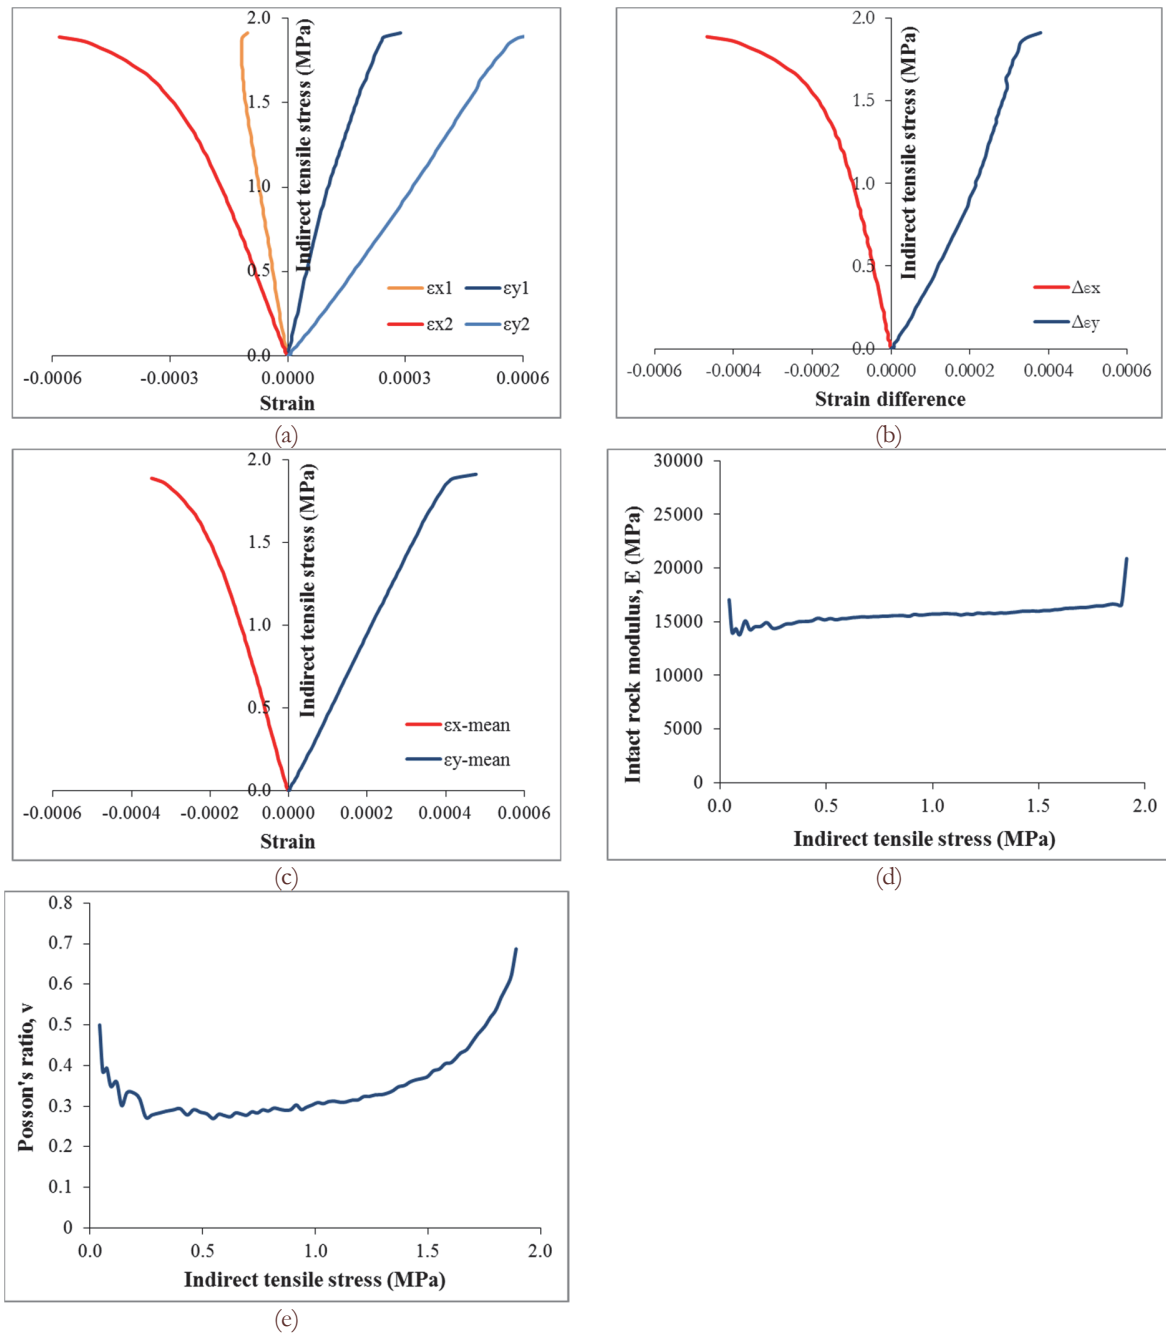 2.0
1.5
1.0
0.5
0.0
Indirect tensile stress (MPa)
εx1 εy1
εx2 εy2
-0.0006 -0.0003 0.0000 0.0003 0.0006
Strain
(a)
2.0
1.5
1.0
0.5
0.0
Indirect tensile stress (MPa)
Δεx
Δεy
-0.0006 -0.0004 -0.0002 0.0000 0.0002 0.0004 0.0006
Strain difference
(b)
2.0
1.5
1.0
0.5
0.0
Indirect tensile stress (MPa)
εx-mean
εy-mean
-0.0006 -0.0004 -0.0002 0.0000 0.0002 0.0004 0.0006
Strain
(c)
30000
25000
20000
15000
10000
5000
0
Intact rock modulus, E (MPa)
0.0 0.5 1.0 1.5 2.0
Indirect tensile stress (MPa)
(d)
0.8
0.7
0.6
0.5
0.4
0.3
0.2
0.1
0
Posson's ratio, v
0.0 0.5 1.0 1.5 2.0
Indirect tensile stress (MPa)
(e)